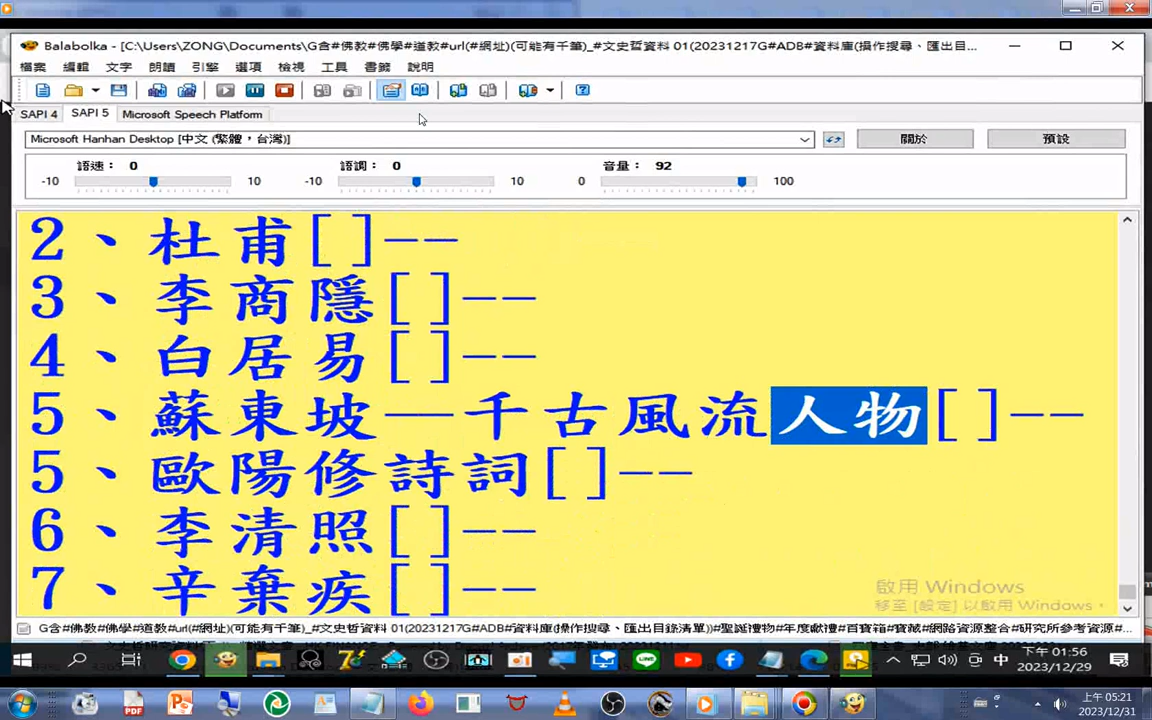 Balabolka - [C:\Users\ZONG\Documents\G含#佛教#佛學#道教#url(#網址)(可能有千筆)_#文史哲資料 01(20231217G#ADB#資料庫(操作搜尋、匯出目...
檔案 編輯 文字 朗讀 引擎 選項 檢視 工具 書籤 說明
SAPI 4 SAPI 5 Microsoft Speech Platform
Microsoft Hanhan Desktop [中文 (繁體，台灣)] 關於 預設
語速： 0 語調： 0 音量： 92
-10 10 -10 10 0 100
2、杜甫[ ]——
3、李商隱[ ]——
4、白居易[ ]——
5、蘇東坡——千古風流人物[ ]——
5、歐陽修詩詞[ ]——
6、李清照[ ]——
7、辛棄疾[ ]——
啟用 Windows
移至 [設定] 以啟用 Windows。
G含#佛教#佛學#道教#url(#網址)(可能有千筆)_#文史哲資料 01(20231217G#ADB#資料庫(操作搜尋、匯出目錄清單))#聖誕禮物#年度獻禮#百寶箱#寶藏#網路資源整合#研究所參考資源#...
中 下午 01:56
2023/12/29
上午 05:21
2023/12/31